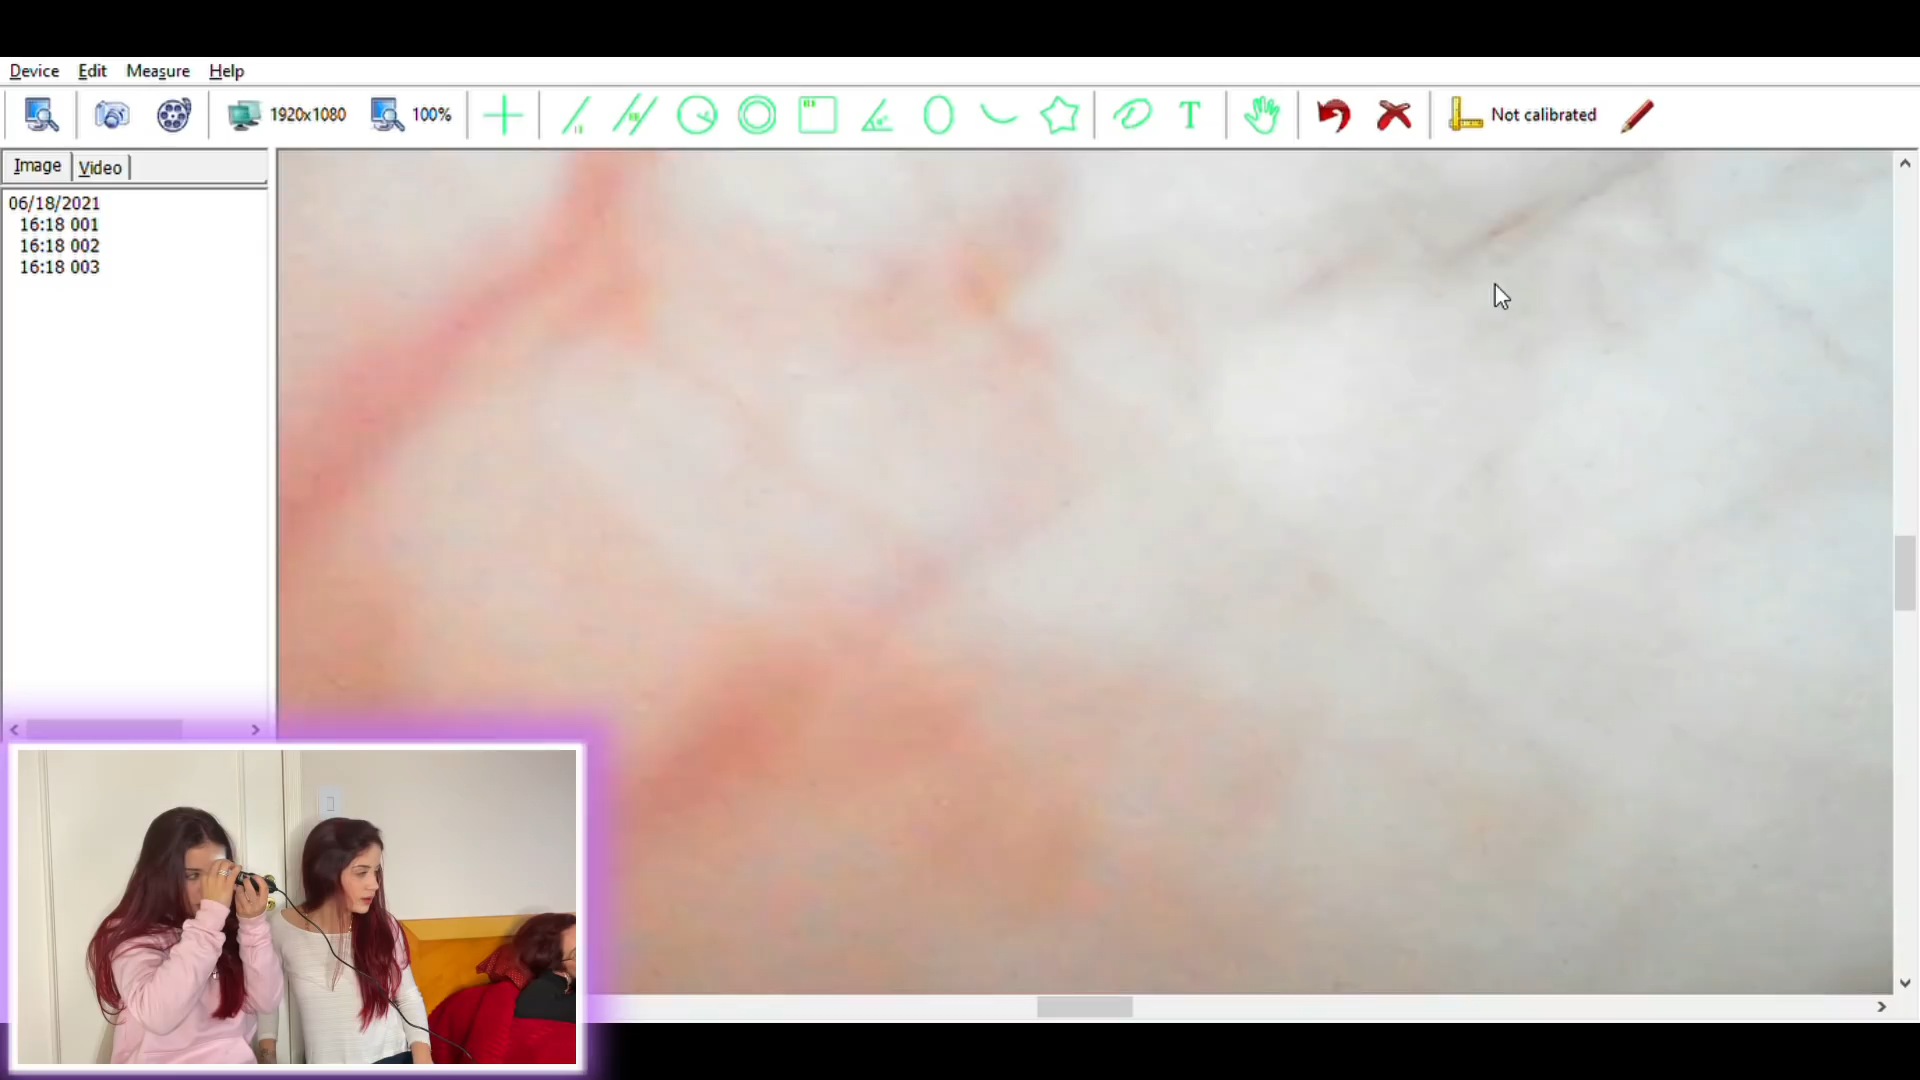 Device Edit Measure Help
1920x1080 100% T Not calibrated
Image Video
06/18/2021
16:18 001
16:18 002
16:18 003